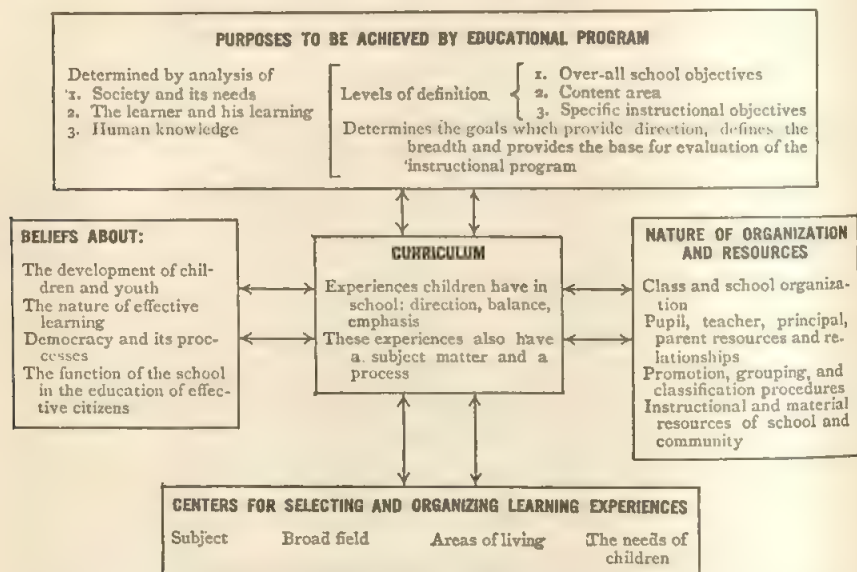 PURPOSES TO BE ACHIEVED BY EDUCATIONAL PROGRAM
Determined by analysis of
1. Society and its needs
2. The learner and his learning
3. Human knowledge
Levels of definition
1. Over-all school objectives
2. Content area
3. Specific instructional objectives
Determines the goals which provide direction, defines the
breadth and provides the base for evaluation of the
instructional program
BELIEFS ABOUT:
The development of chil-
dren and youth
The nature of effective
learning
Democracy and its proc-
esses
The function of the school
in the education of effec-
tive citizens
CURRICULUM
Experiences children have in
school: direction, balance,
emphasis
These experiences also have
a subject matter and a
process
NATURE OF ORGANIZATION
AND RESOURCES
Class and school organiza-
tion
Pupil, teacher, principal,
parent resources and re-
lationships
Promotion, grouping, and
classification procedures
Instructional and material
resources of school and
community
CENTERS FOR SELECTING AND ORGANIZING LEARNING EXPERIENCES
Subject Broad field Areas of living The needs of
children